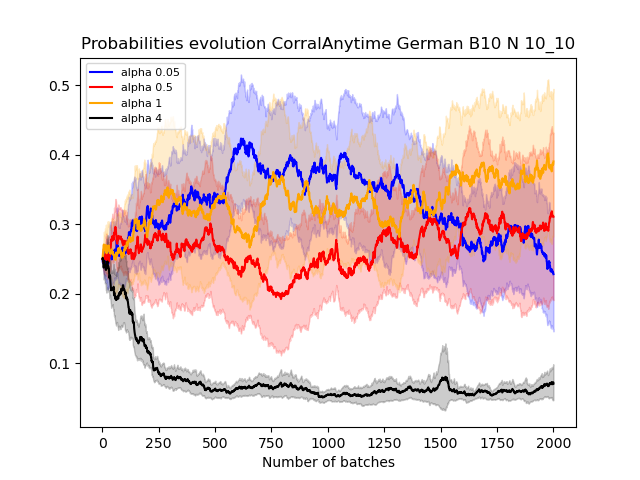 Probabilities evolution CorralAnytime German B10 N 10_10
alpha 0.05
alpha 0.5
alpha 1
alpha 4
0.5
0.4
0.3
0.2
0.1
0 250 500 750 1000 1250 1500 1750 2000
Number of batches